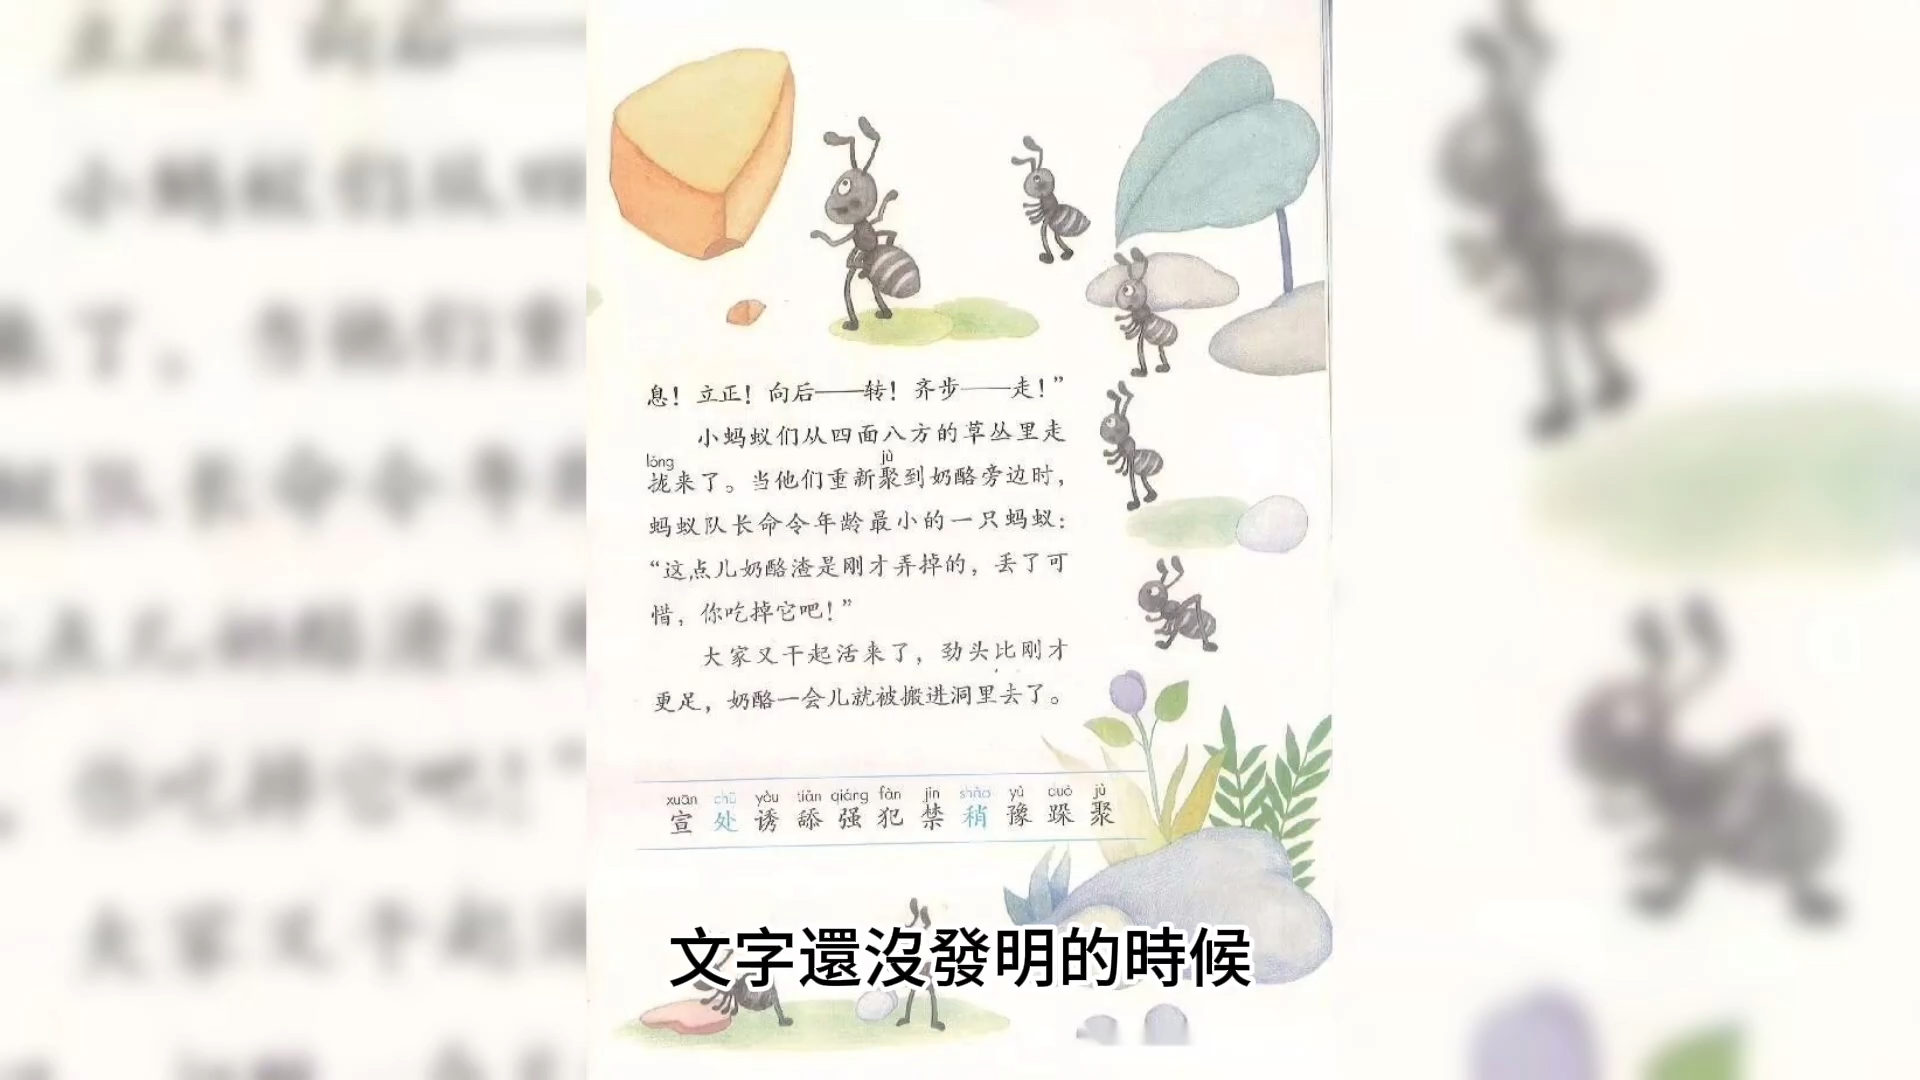 息！立正！向后——转！齐步——走！”
小蚂蚁们从四面八方的草丛里走
lǒng jù
拢来了。当他们重新聚到奶酪旁边时，
蚂蚁队长命令年龄最小的一只蚂蚁：
“这点儿奶酪渣是刚才弄掉的，丢了可
惜，你吃掉它吧！”
大家又干起活来了，劲头比刚才
更足，奶酪一会儿就被搬进洞里去了。
xuān chǔ yòu tiǎn qiáng fàn jìn shào yù duò jù
宣 处 诱 舔 强 犯 禁 稍 豫 跺 聚
文字還沒發明的時候